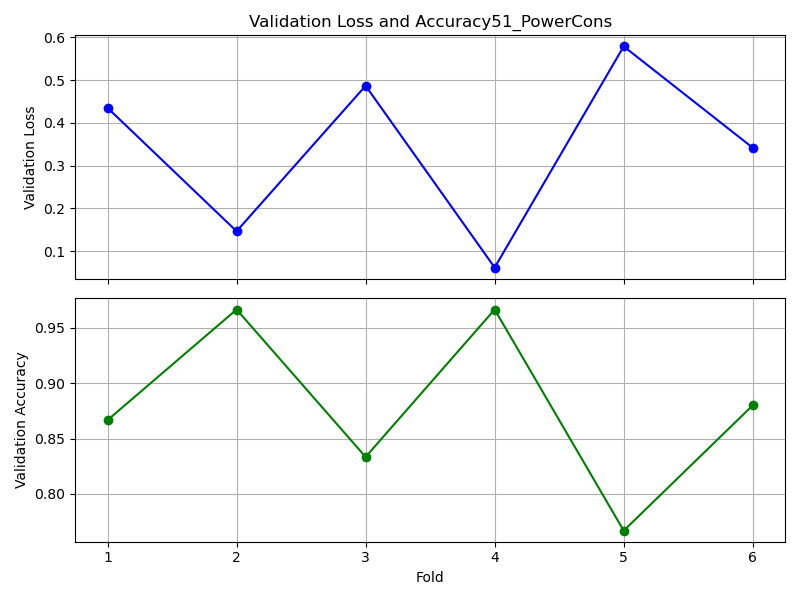 Validation Loss and Accuracy51_PowerCons
0.6
0.5
0.4
0.3
0.2
0.1
Validation Loss
0.95
0.90
0.85
0.80
Validation Accuracy
1 2 3 4 5 6
Fold